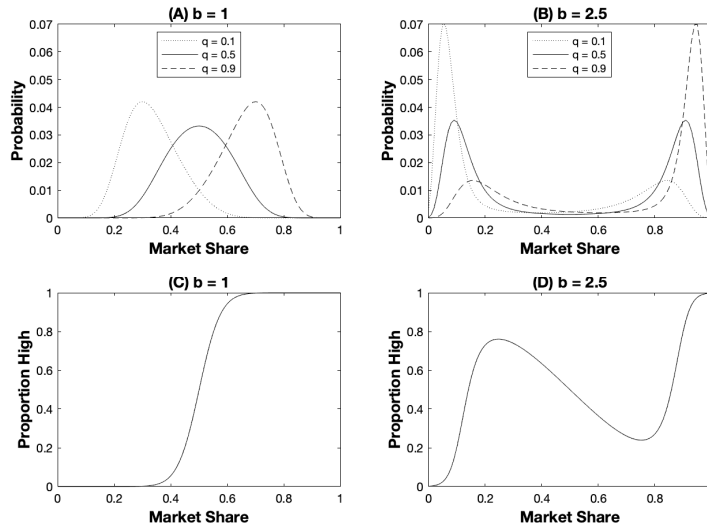 (A) b = 1
0.07
0.06
0.05
0.04
0.03
0.02
0.01
0
Probability
q = 0.1
q = 0.5
q = 0.9
0 0.2 0.4 0.6 0.8 1
Market Share
(B) b = 2.5
0.07
0.06
0.05
0.04
0.03
0.02
0.01
0
Probability
q = 0.1
q = 0.5
q = 0.9
0 0.2 0.4 0.6 0.8
Market Share
(C) b = 1
1
0.8
0.6
0.4
0.2
0
Proportion High
0 0.2 0.4 0.6 0.8 1
Market Share
(D) b = 2.5
1
0.8
0.6
0.4
0.2
0
Proportion High
0 0.2 0.4 0.6 0.8
Market Share